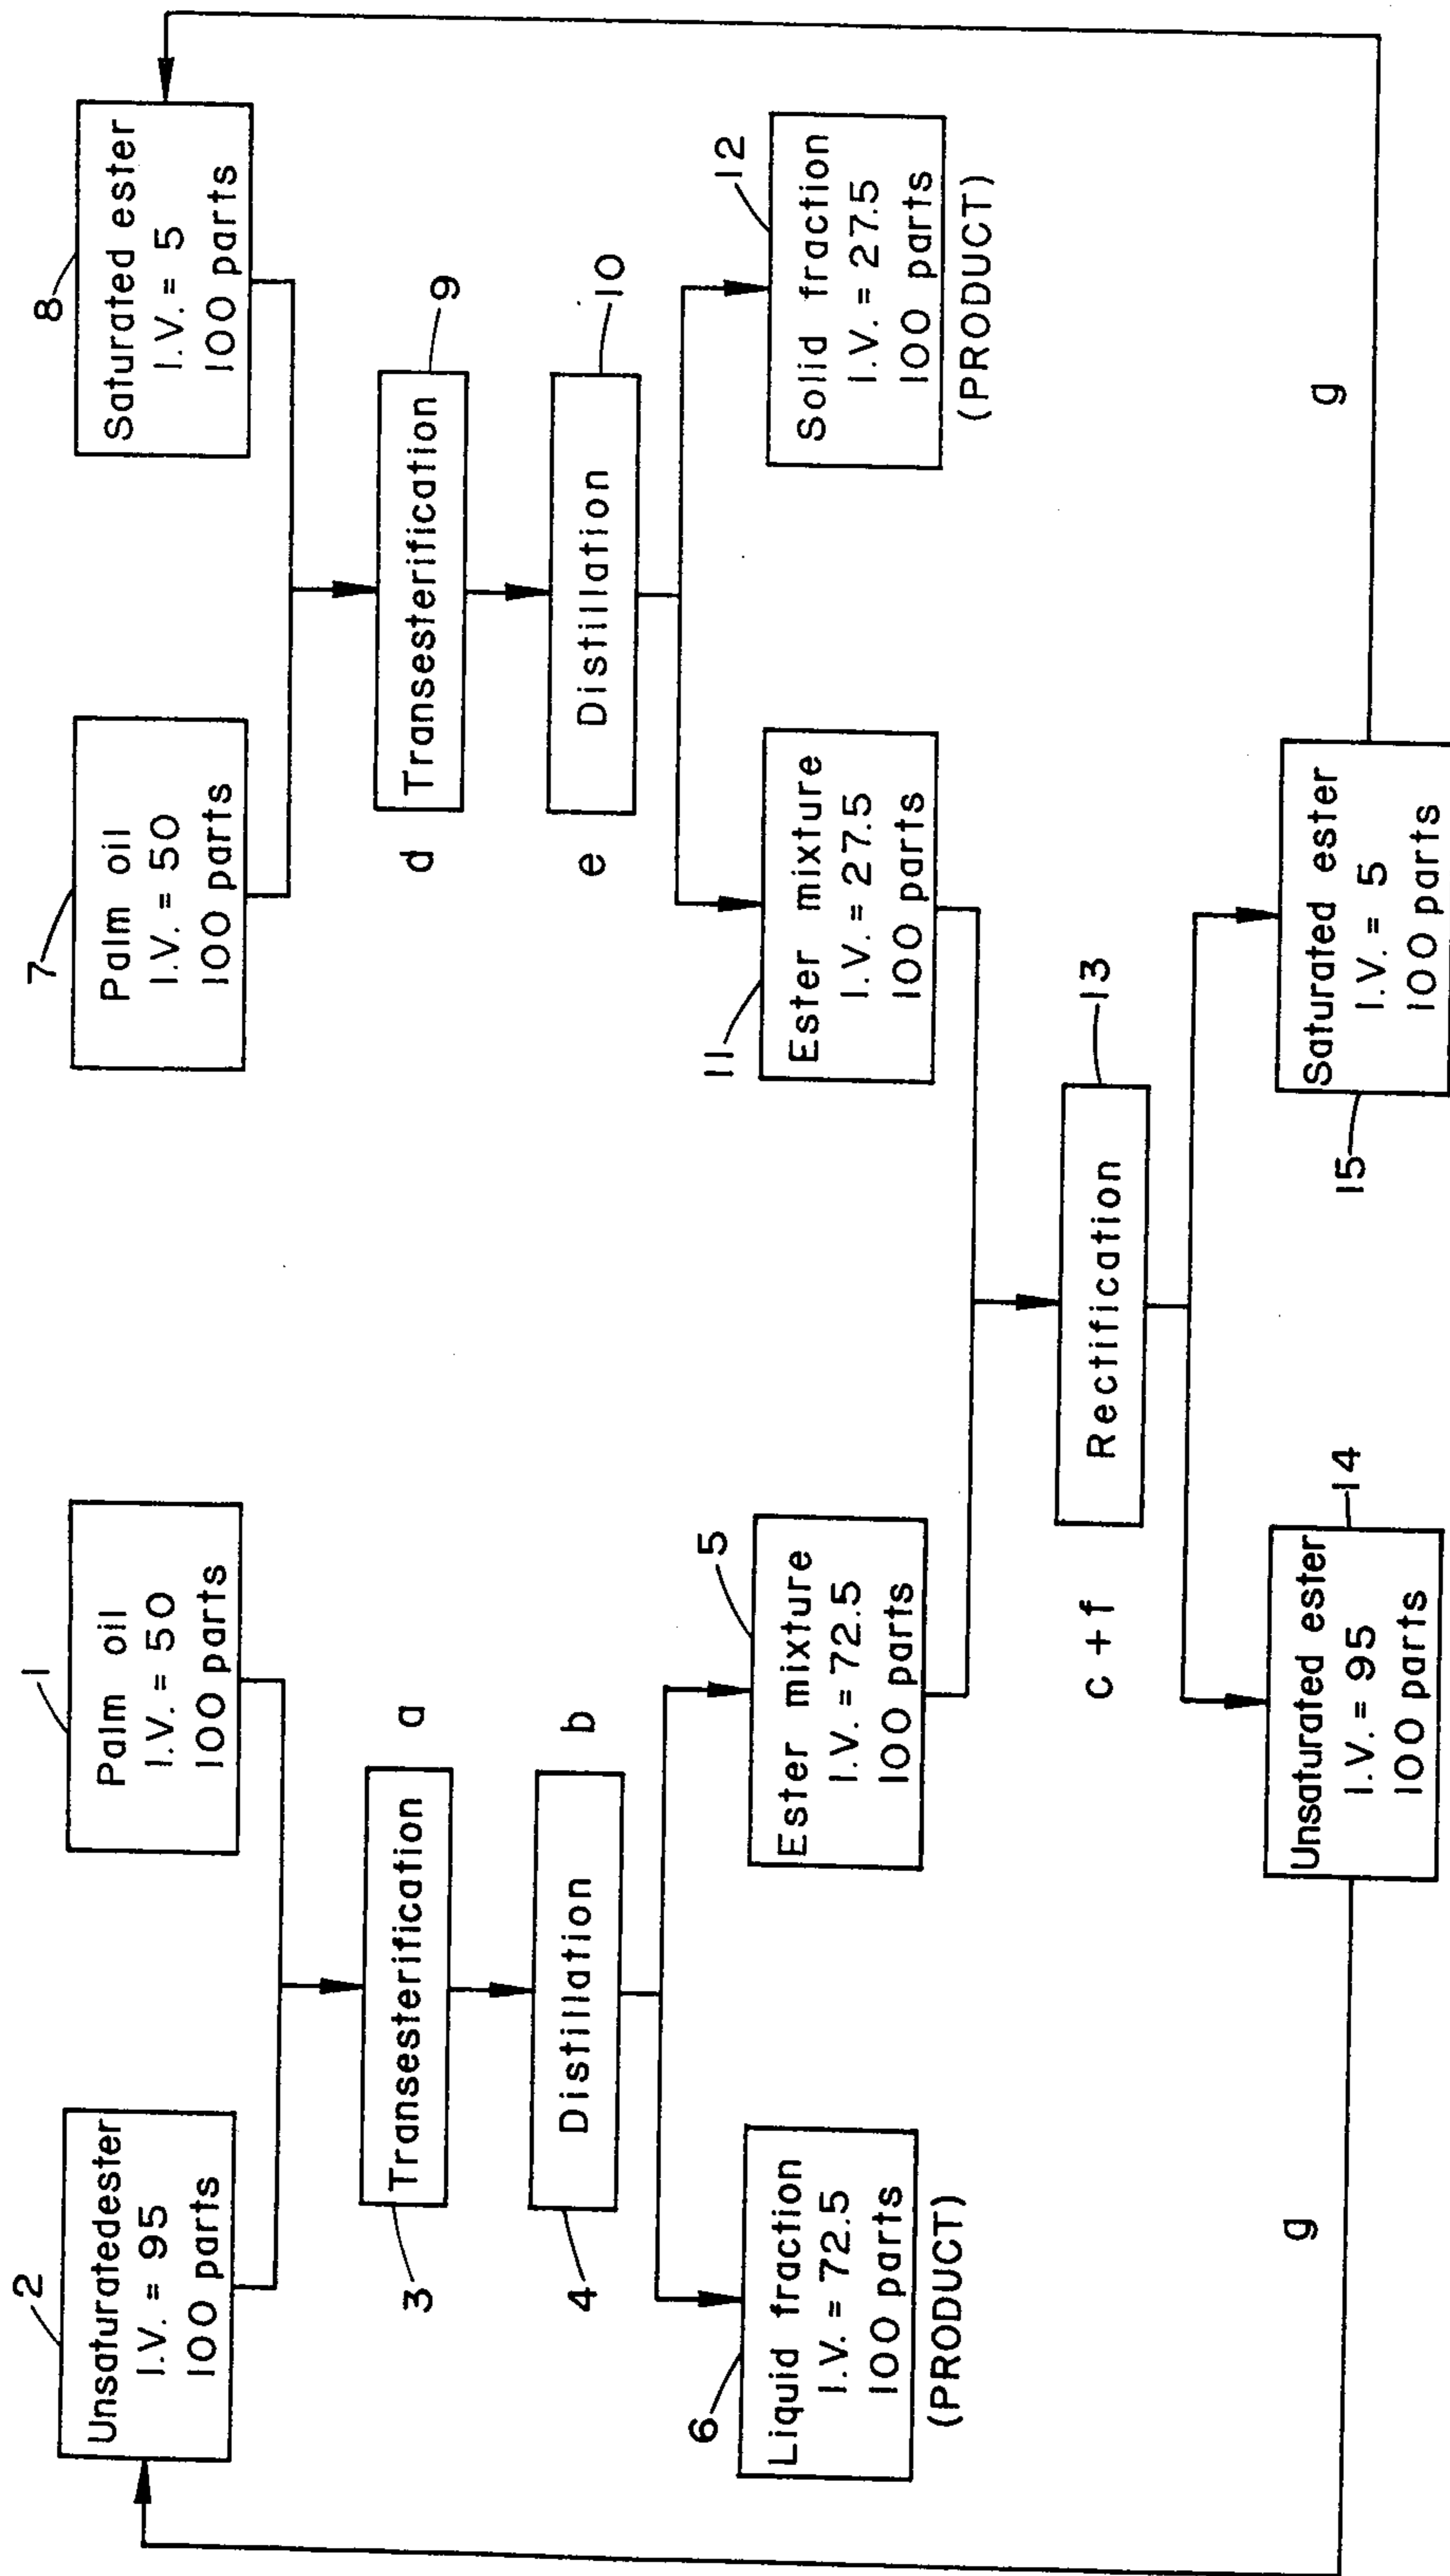 2
Unsaturatedester
I.V. = 95
100 parts
1
Palm oil
I.V. = 50
100 parts
7
Palm oil
I.V. = 50
100 parts
8
Saturated ester
I.V. = 5
100 parts
3
Transesterification
a
d
Transesterification
9
4
Distillation
b
e
Distillation
10
6
Liquid fraction
I.V. = 72.5
100 parts
(PRODUCT)
5
Ester mixture
I.V. = 72.5
100 parts
11
Ester mixture
I.V. = 27.5
100 parts
12
Solid fraction
I.V. = 27.5
100 parts
(PRODUCT)
c + f
Rectification
13
g
14
Unsaturated ester
I.V. = 95
100 parts
15
Saturated ester
I.V. = 5
100 parts
g